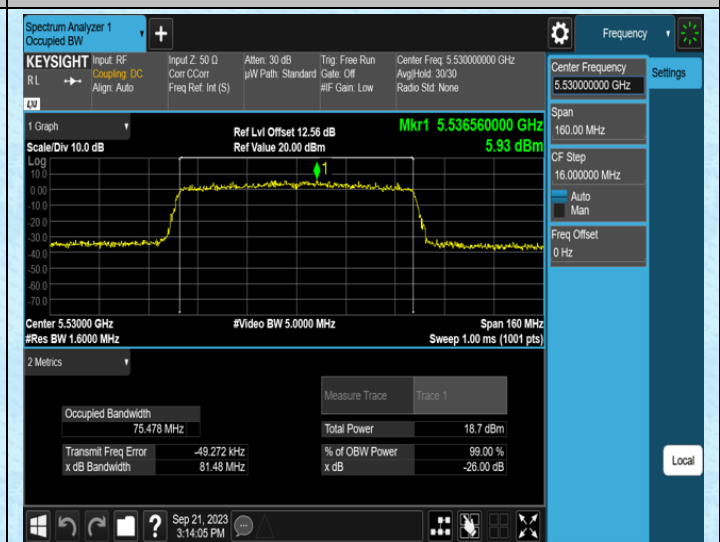 Spectrum Analyzer 1
Occupied BW
Frequency
KEYSIGHT
R L
LXI
Input: RF
Coupling: DC
Align: Auto
Input Z: 50 Ω
Corr CCorr
Freq Ref: Int (S)
Atten: 30 dB
µW Path: Standard
Trig: Free Run
Gate: Off
#IF Gain: Low
Center Freq: 5.530000000 GHz
Avg|Hold: 30/30
Radio Std: None
Center Frequency
5.530000000 GHz
Settings
Span
160.00 MHz
CF Step
16.000000 MHz
Auto
Man
Freq Offset
0 Hz
1 Graph
Scale/Div 10.0 dB
Ref Lvl Offset 12.56 dB
Ref Value 20.00 dBm
Mkr1 5.536560000 GHz
5.93 dBm
Log
10.0
0.00
-10.0
-20.0
-30.0
-40.0
-50.0
-60.0
-70.0
1
Center 5.53000 GHz
#Res BW 1.6000 MHz
#Video BW 5.0000 MHz
Span 160 MHz
Sweep 1.00 ms (1001 pts)
2 Metrics
Measure Trace
Trace 1
Occupied Bandwidth
75.478 MHz
Total Power
18.7 dBm
Transmit Freq Error
-49.272 kHz
% of OBW Power
99.00 %
x dB Bandwidth
81.48 MHz
x dB
-26.00 dB
Local
?
Sep 21, 2023
3:14:05 PM